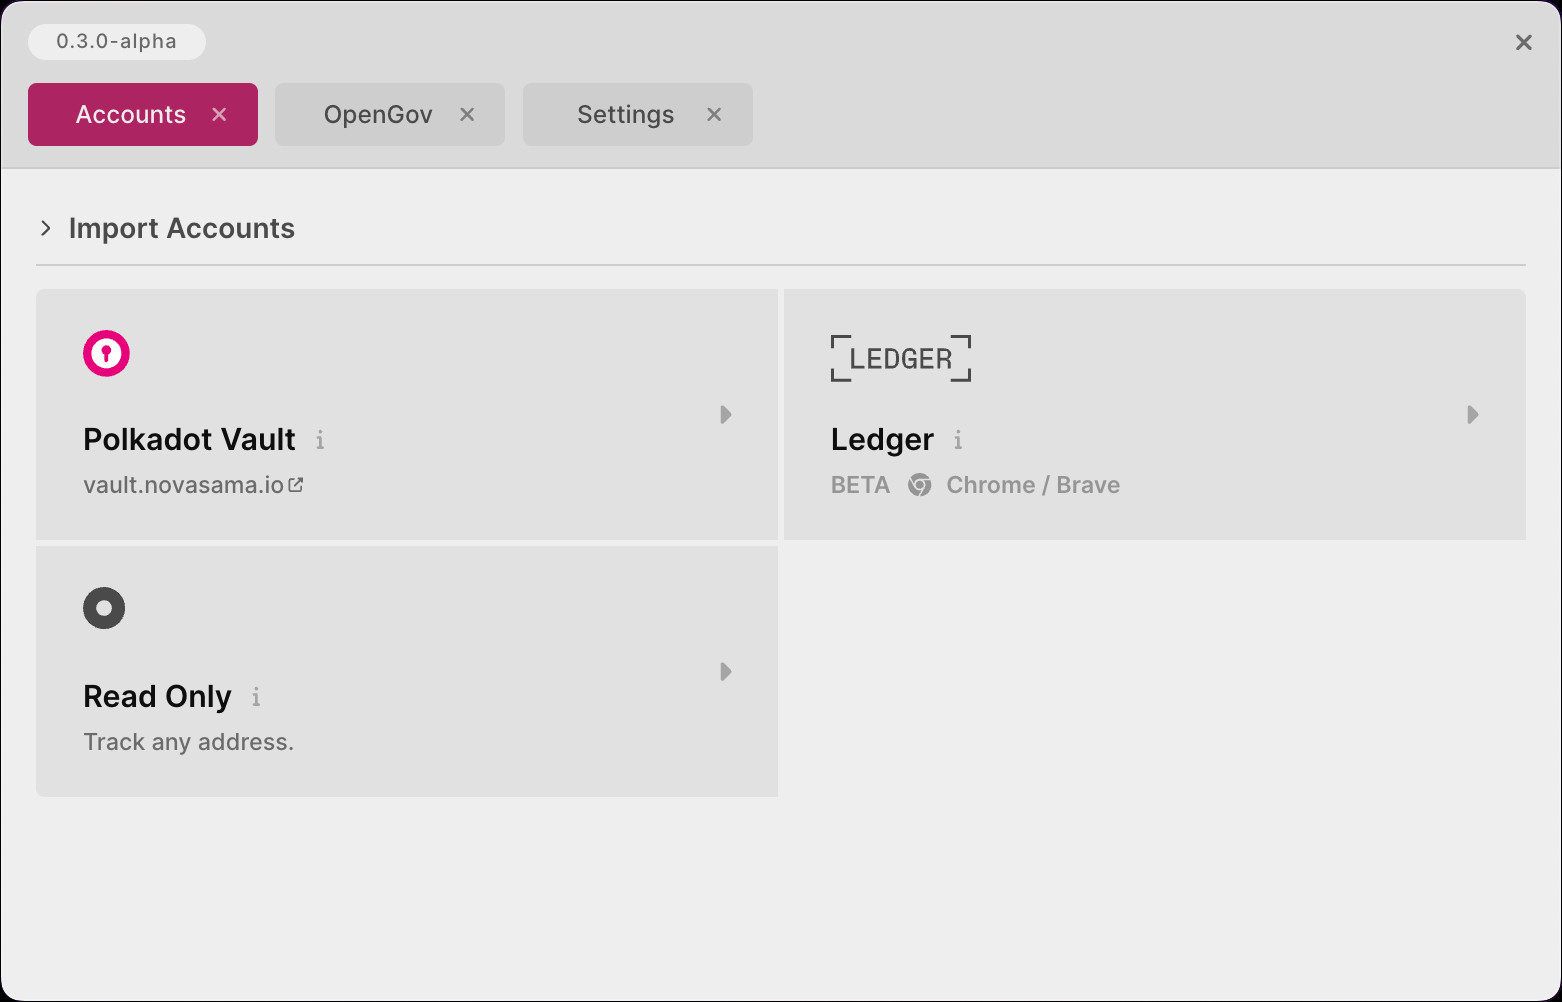 0.3.0-alpha
Accounts
OpenGov
Settings
Import Accounts
Polkadot Vault
vault.novasama.io
LEDGER
Ledger
BETA Chrome / Brave
Read Only
Track any address.